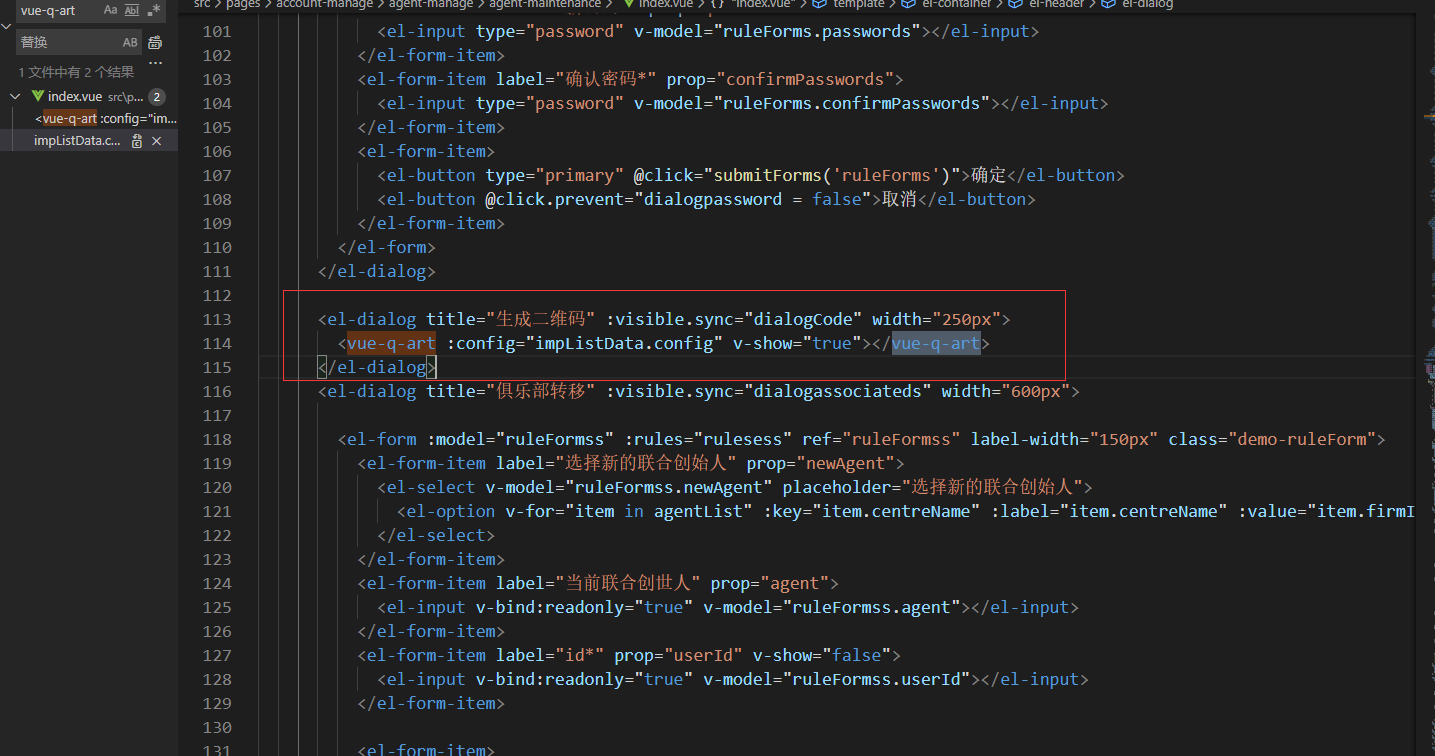 vue-q-art Aa Ab| .*
替换 AB
1 文件中有 2 个结果
index.vue src\p... 2
<vue-q-art :config="im...
impListData.c...
src > pages > account-manage > agent-manage > agent-maintenance > index.vue > {} "index.vue" > template > el-container > el-header > el-dialog
101 <el-input type="password" v-model="ruleForms.passwords"></el-input>
102 </el-form-item>
103 <el-form-item label="确认密码*" prop="confirmPasswords">
104 <el-input type="password" v-model="ruleForms.confirmPasswords"></el-input>
105 </el-form-item>
106 <el-form-item>
107 <el-button type="primary" @click="submitForms('ruleForms')">确定</el-button>
108 <el-button @click.prevent="dialogpassword = false">取消</el-button>
109 </el-form-item>
110 </el-form>
111 </el-dialog>
112
113 <el-dialog title="生成二维码" :visible.sync="dialogCode" width="250px">
114 <vue-q-art :config="impListData.config" v-show="true"></vue-q-art>
115 </el-dialog>
116 <el-dialog title="俱乐部转移" :visible.sync="dialogassociateds" width="600px">
117
118 <el-form :model="ruleFormss" :rules="rulesess" ref="ruleFormss" label-width="150px" class="demo-ruleForm">
119 <el-form-item label="选择新的联合创始人" prop="newAgent">
120 <el-select v-model="ruleFormss.newAgent" placeholder="选择新的联合创始人">
121 <el-option v-for="item in agentList" :key="item.centreName" :label="item.centreName" :value="item.firmI
122 </el-select>
123 </el-form-item>
124 <el-form-item label="当前联合创世人" prop="agent">
125 <el-input v-bind:readonly="true" v-model="ruleFormss.agent"></el-input>
126 </el-form-item>
127 <el-form-item label="id*" prop="userId" v-show="false">
128 <el-input v-bind:readonly="true" v-model="ruleFormss.userId"></el-input>
129 </el-form-item>
130
131 <el-form-item>